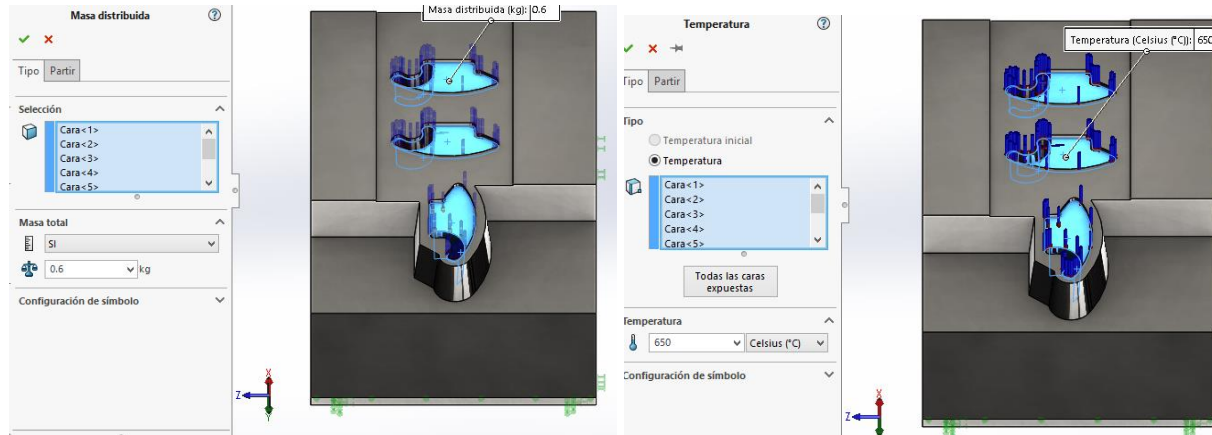 Masa distribuida
Tipo
Partir
Selección
Cara<1>
Cara<2>
Cara<3>
Cara<4>
Cara<5>
Masa total
SI
0.6
kg
Configuración de símbolo
Masa distribuida (kg): 0.6
X
Z
Y
Temperatura
Tipo
Partir
Tipo
Temperatura inicial
Temperatura
Cara<1>
Cara<2>
Cara<3>
Cara<4>
Cara<5>
Todas las caras
expuestas
Temperatura
650
Celsius (°C)
Configuración de símbolo
Temperatura (Celsius (°C)): 650
X
Z